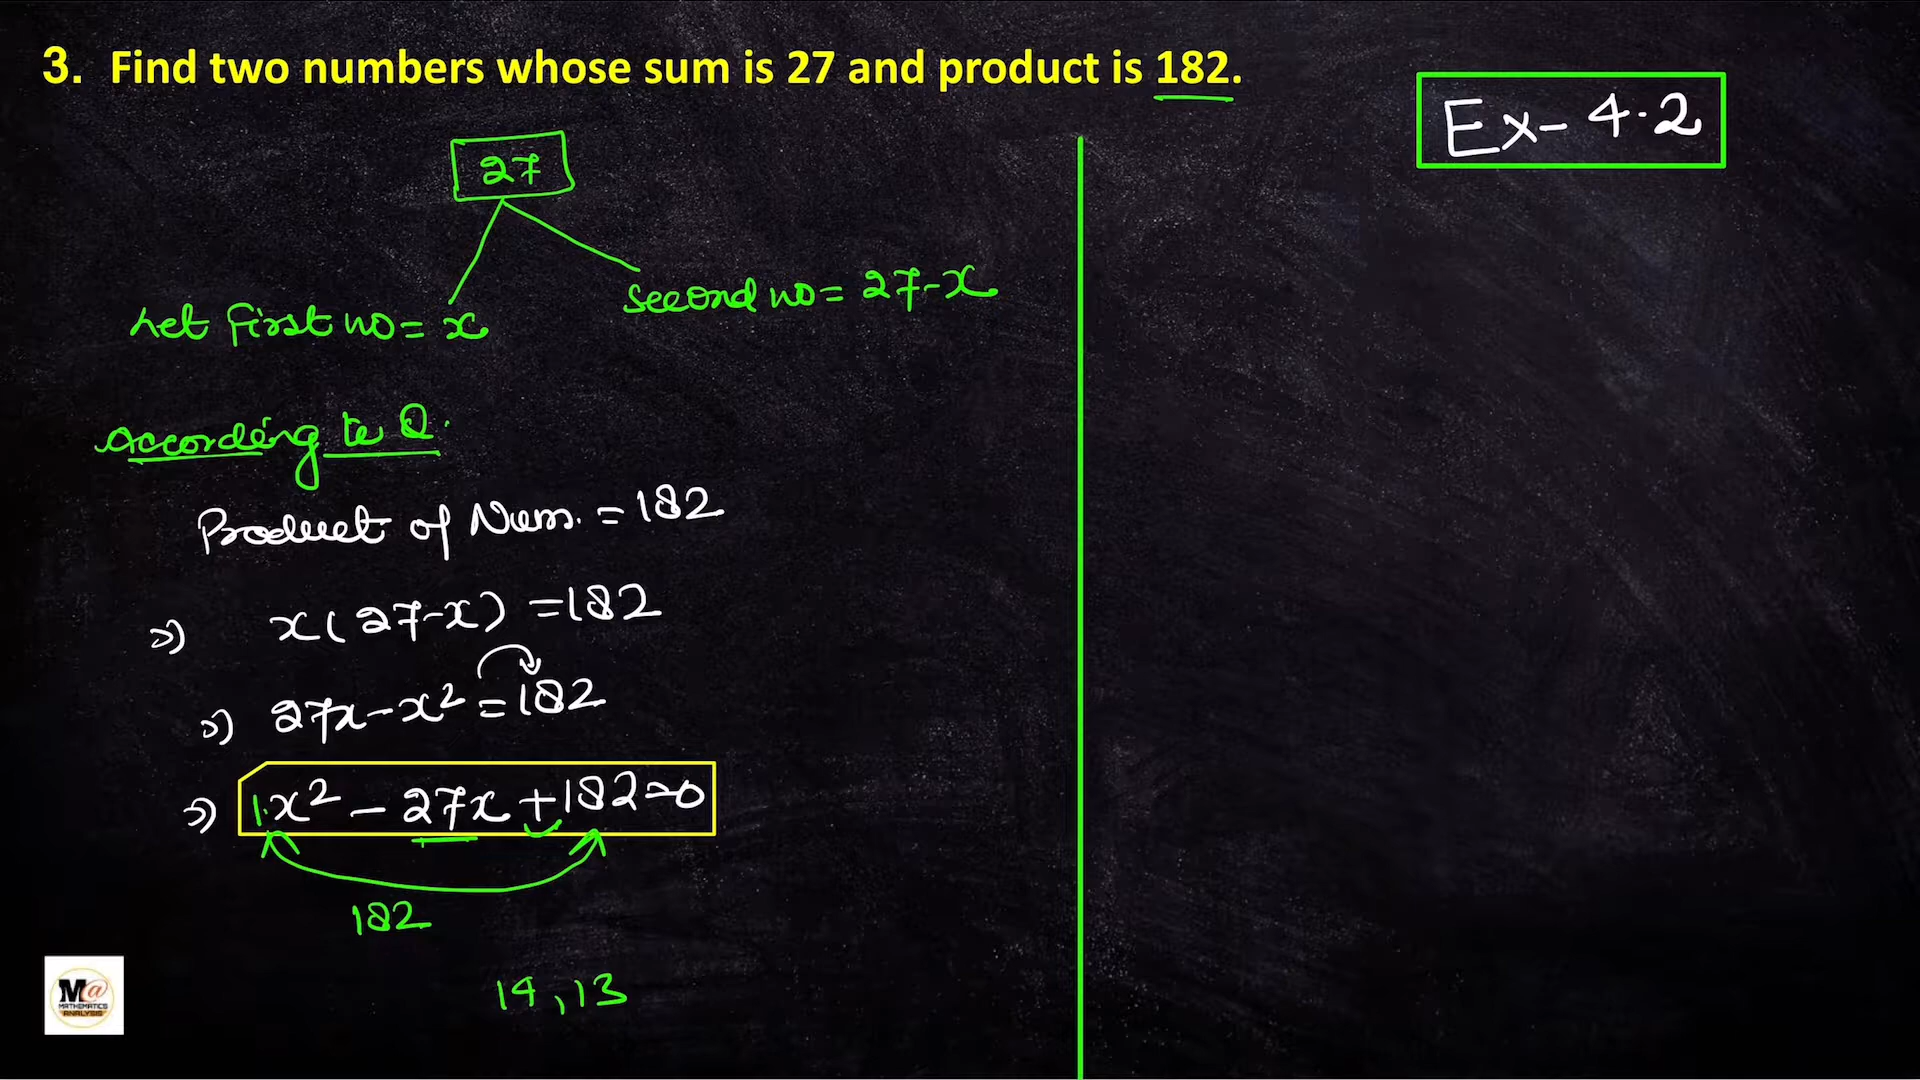 3. Find two numbers whose sum is 27 and product is 182.
Ex- 4.2
27
Let First no = x
Second no = 27-x
According to Q.
Product of Num. = 182
⇒) x(27-x) = 182
⇒) 27x-x² = 182
⇒) 1.x² - 27x + 182=0
182
14, 13
M@
MATHEMATICS
ANALYSIS